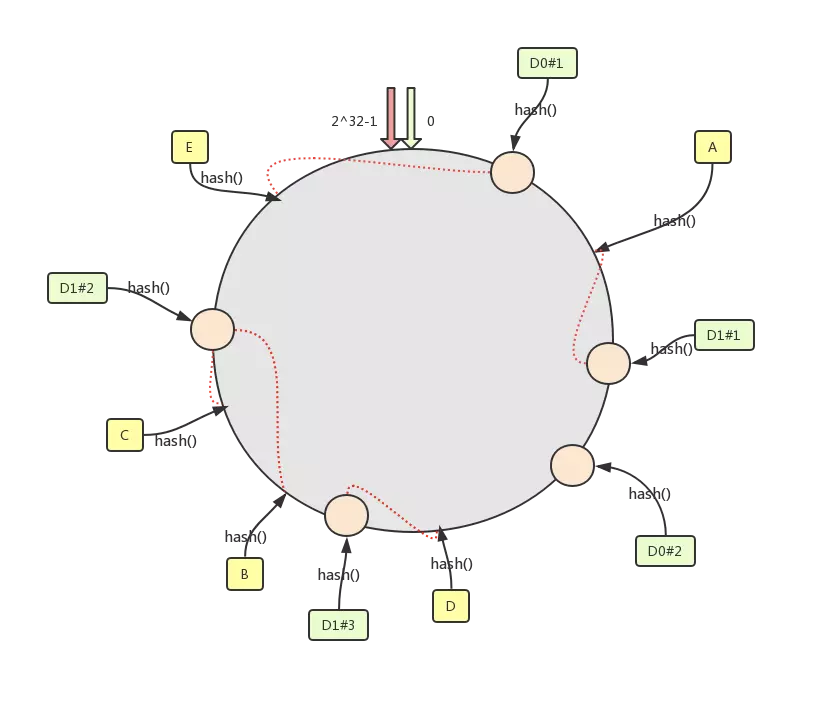 D0#1
hash()
2^32-1
0
E
hash()
A
hash()
D1#2
hash()
D1#1
hash()
C
hash()
hash()
D0#2
hash()
B
hash()
D1#3
hash()
D